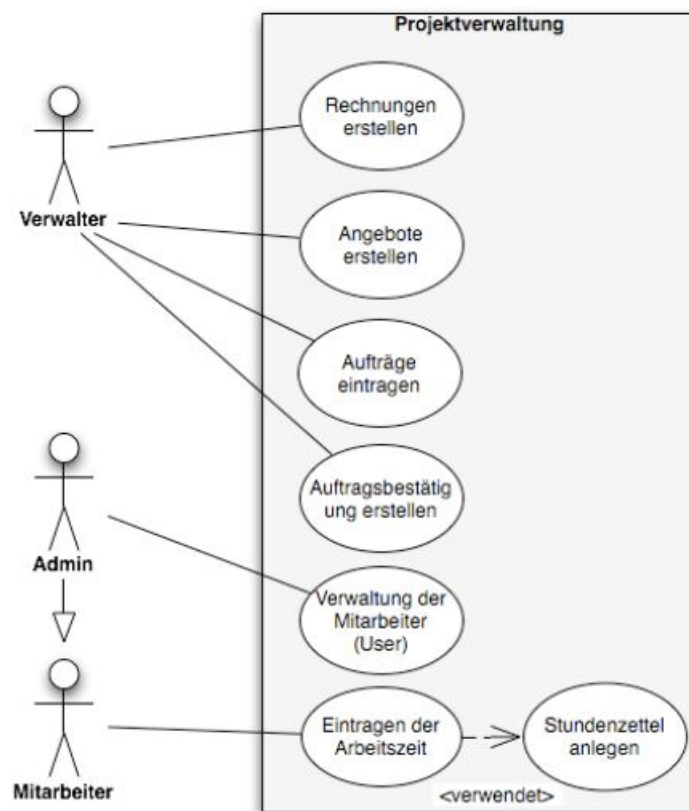 Projektverwaltung
Rechnungen
erstellen
Verwalter
Angebote
erstellen
Aufträge
eintragen
Auftragsbestätig
ung erstellen
Admin
Verwaltung der
Mitarbeiter
(User)
Eintragen der
Arbeitszeit
Stundenzettel
anlegen
Mitarbeiter
<verwendet>